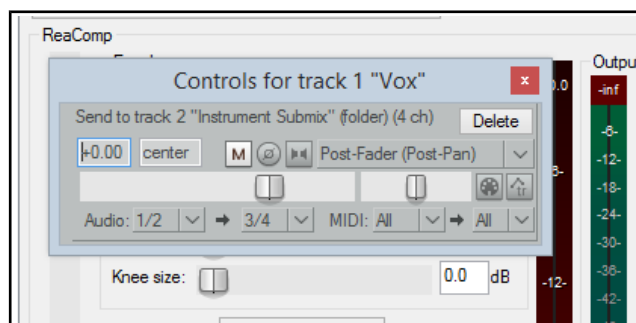 ReaComp
Controls for track 1 "Vox"
x
Outpu
-inf
Send to track 2 "Instrument Submix" (folder) (4 ch)
Delete
+0.00
center
M
Post-Fader (Post-Pan)
tr
Audio: 1/2 → 3/4 MIDI: All → All
Knee size:
0.0
dB
-12-
-6-
-12-
-18-
-24-
-30-
-36-
-42-